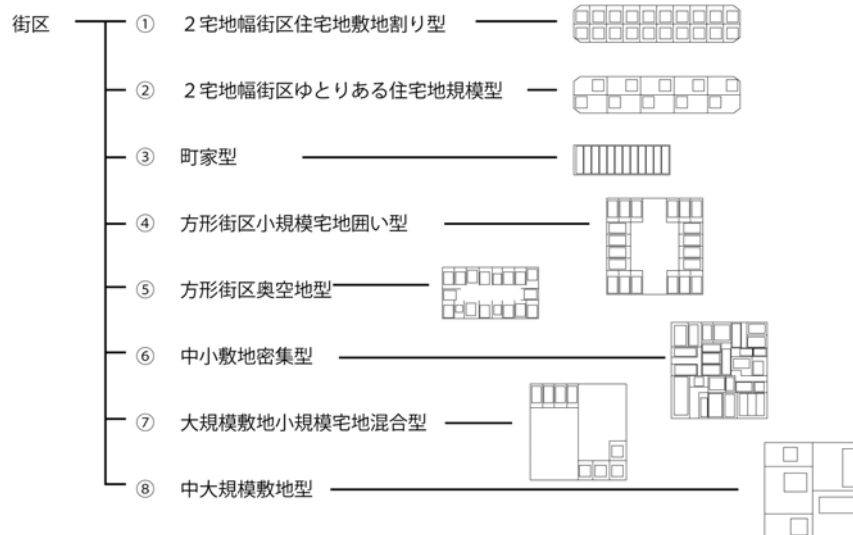 街区 ① ２宅地幅街区住宅地敷地割り型
② ２宅地幅街区ゆとりある住宅地規模型
③ 町家型
④ 方形街区小規模宅地囲い型
⑤ 方形街区奥空地型
⑥ 中小敷地密集型
⑦ 大規模敷地小規模宅地混合型
⑧ 中大規模敷地型